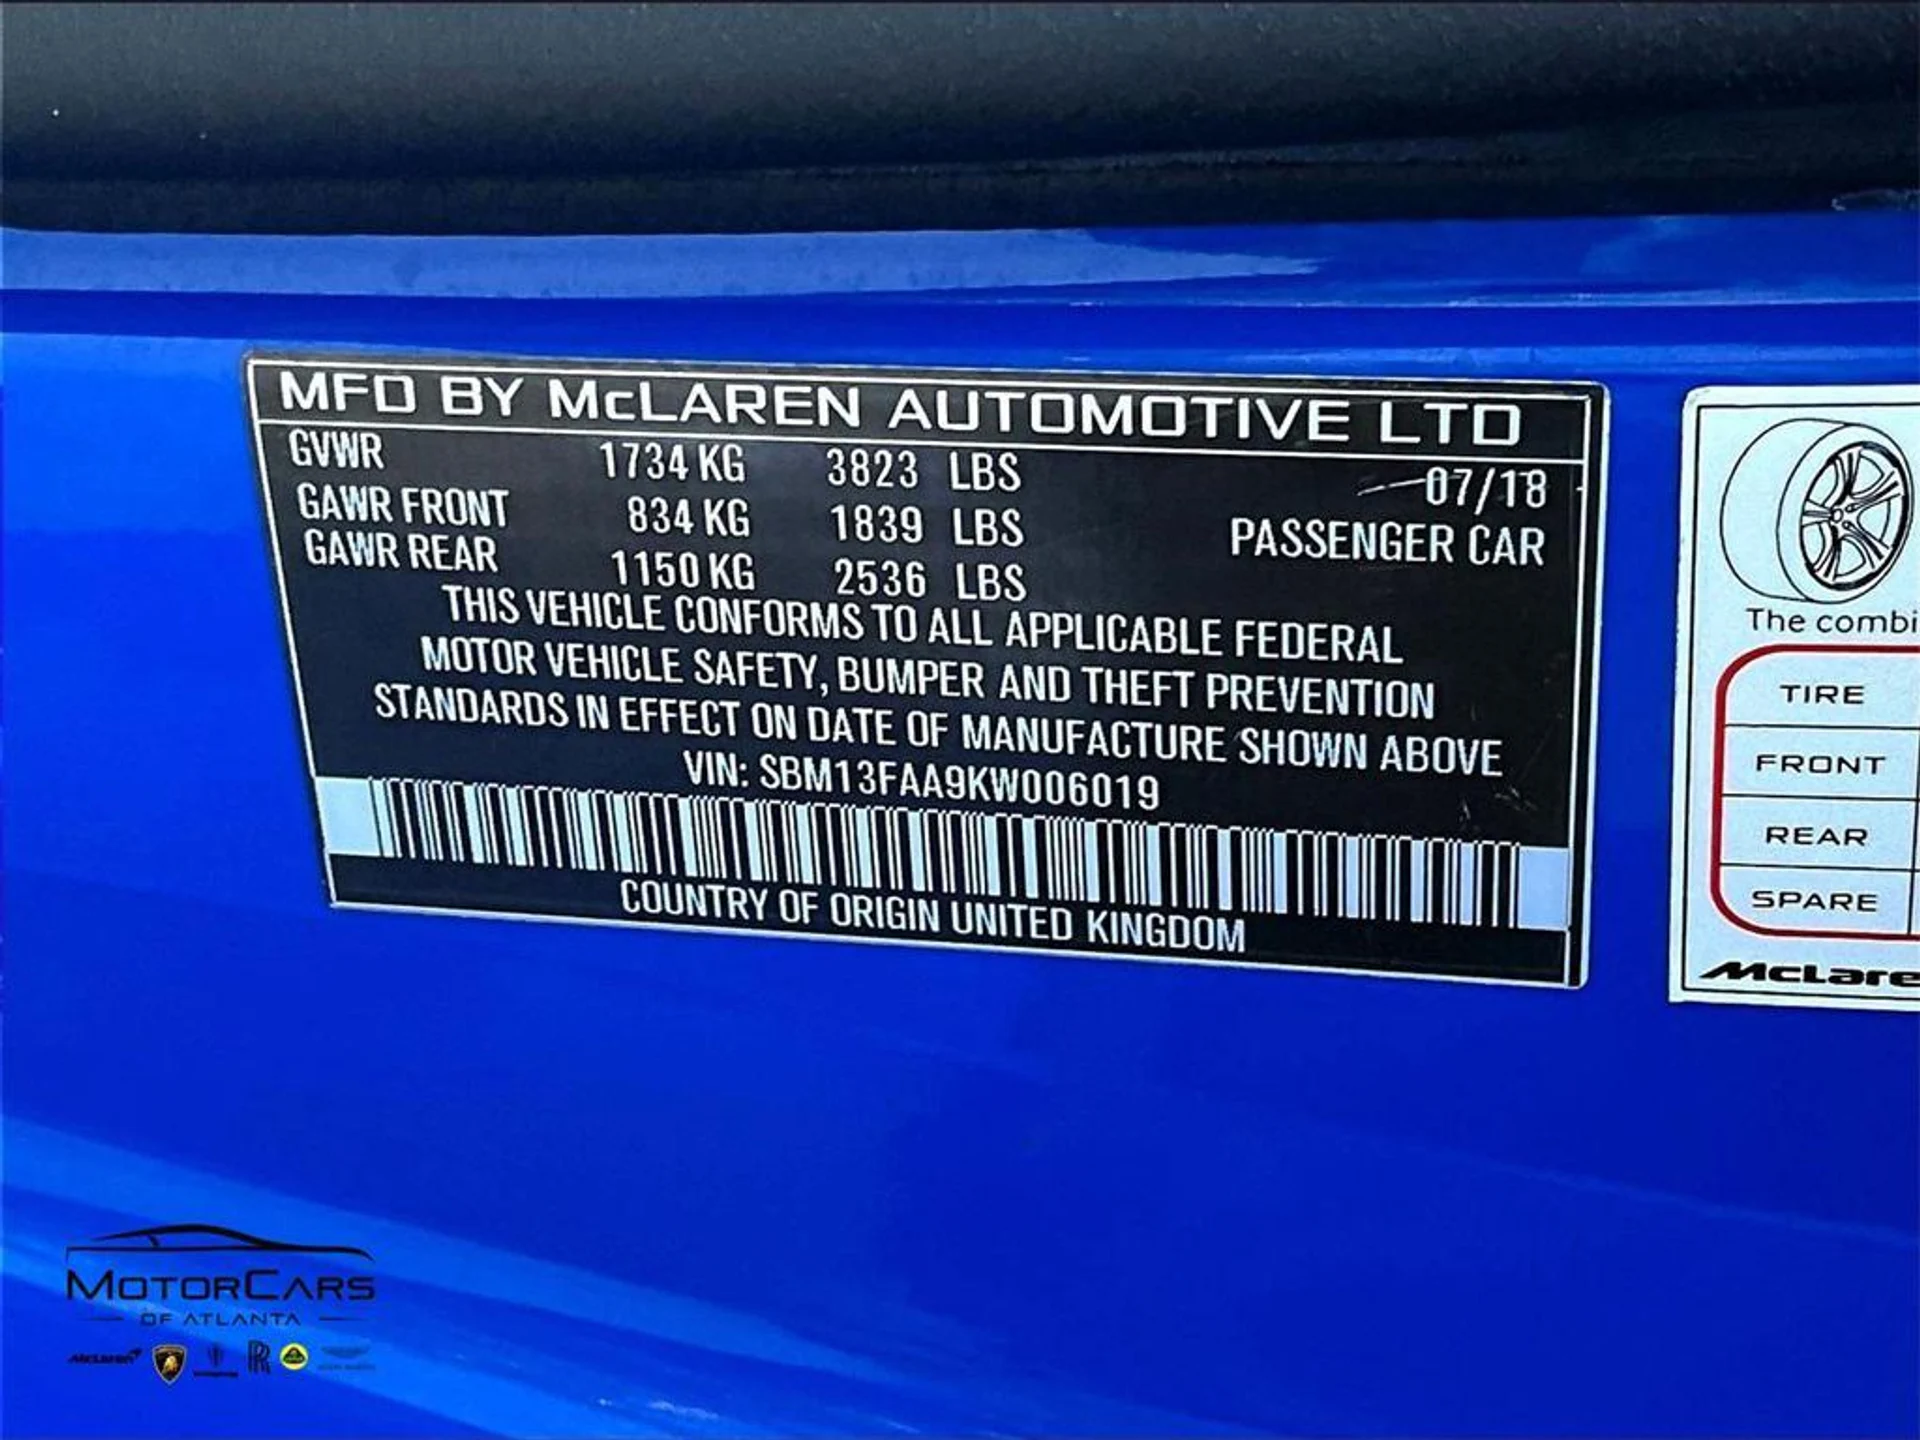 MFD BY McLAREN AUTOMOTIVE LTD
GVWR 1734 KG 3823 LBS 07/18
GAWR FRONT 834 KG 1839 LBS PASSENGER CAR
GAWR REAR 1150 KG 2536 LBS
THIS VEHICLE CONFORMS TO ALL APPLICABLE FEDERAL
MOTOR VEHICLE SAFETY, BUMPER AND THEFT PREVENTION
STANDARDS IN EFFECT ON DATE OF MANUFACTURE SHOWN ABOVE
VIN: SBM13FAA9KW006019
COUNTRY OF ORIGIN UNITED KINGDOM
The combi
TIRE
FRONT
REAR
SPARE
McLare
MOTORCARS
OF ATLANTA
McLaren